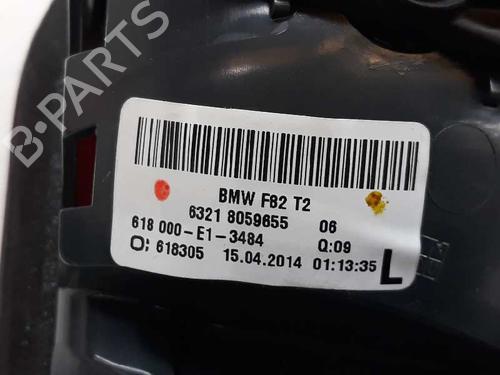 B-PARTS
BMW F82 T2
6321 8059655 06
618 000-E1-3484 Q:09
O: 618305 15.04.2014 01:13:35 L